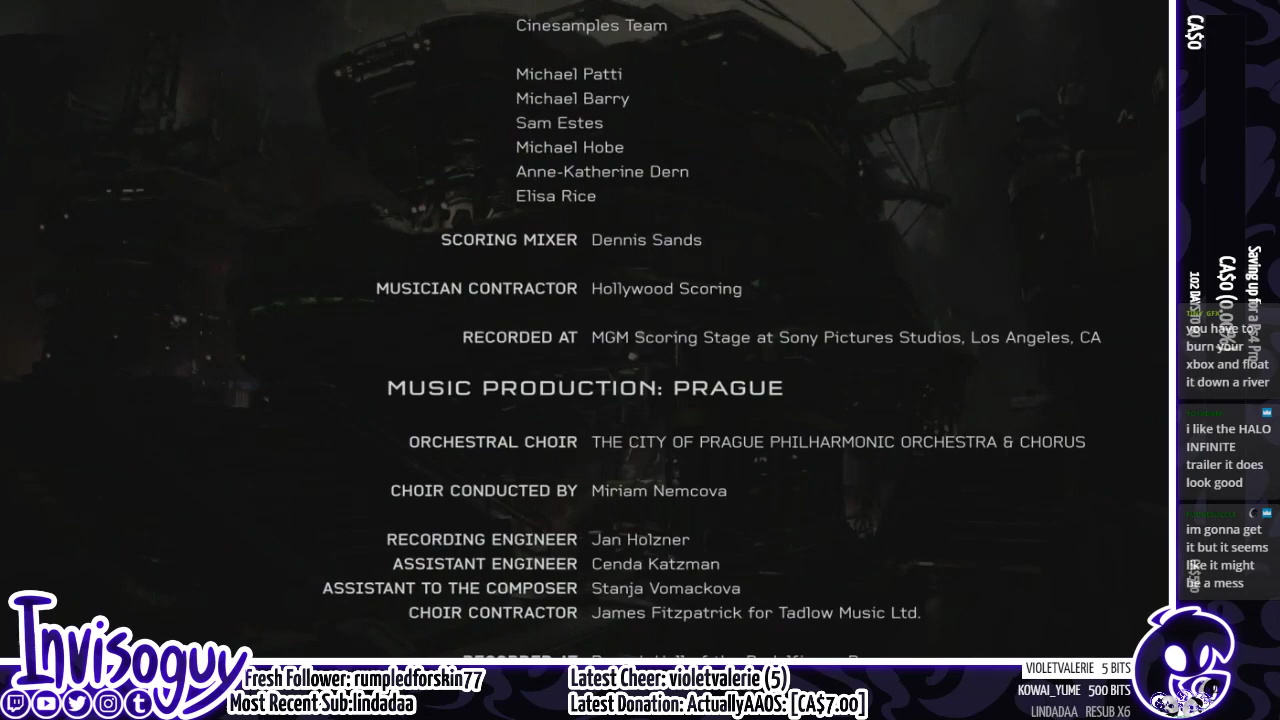 Cinesamples Team
Michael Patti
Michael Barry
Sam Estes
Michael Hobe
Anne-Katherine Dern
Elisa Rice
SCORING MIXER Dennis Sands
MUSICIAN CONTRACTOR Hollywood Scoring
RECORDED AT MGM Scoring Stage at Sony Pictures Studios, Los Angeles, CA
MUSIC PRODUCTION: PRAGUE
ORCHESTRAL CHOIR THE CITY OF PRAGUE PHILHARMONIC ORCHESTRA & CHORUS
CHOIR CONDUCTED BY Miriam Nemcova
RECORDING ENGINEER Jan Holzner
ASSISTANT ENGINEER Cenda Katzman
ASSISTANT TO THE COMPOSER Stanja Vomackova
CHOIR CONTRACTOR James Fitzpatrick for Tadlow Music Ltd.
RECORDED AT
CA$0
Saving up for a Ps4 Pro
CA$0
102 DAYS
TINY_GFX
you have to
burn your
xbox and float
it down a river
i like the HALO
INFINITE
trailer it does
look good
im gonna get
it but it seems
like it might
be a mess
Invisoguy
Fresh Follower: rumpledforskin77
Most Recent Sub:lindadaa
Latest Cheer: violetvalerie (5)
Latest Donation: ActuallyAAOS: [CA$7.00]
VIOLETVALERIE 5 BITS
KOWAI_YUME 500 BITS
LINDADAA RESUB X6